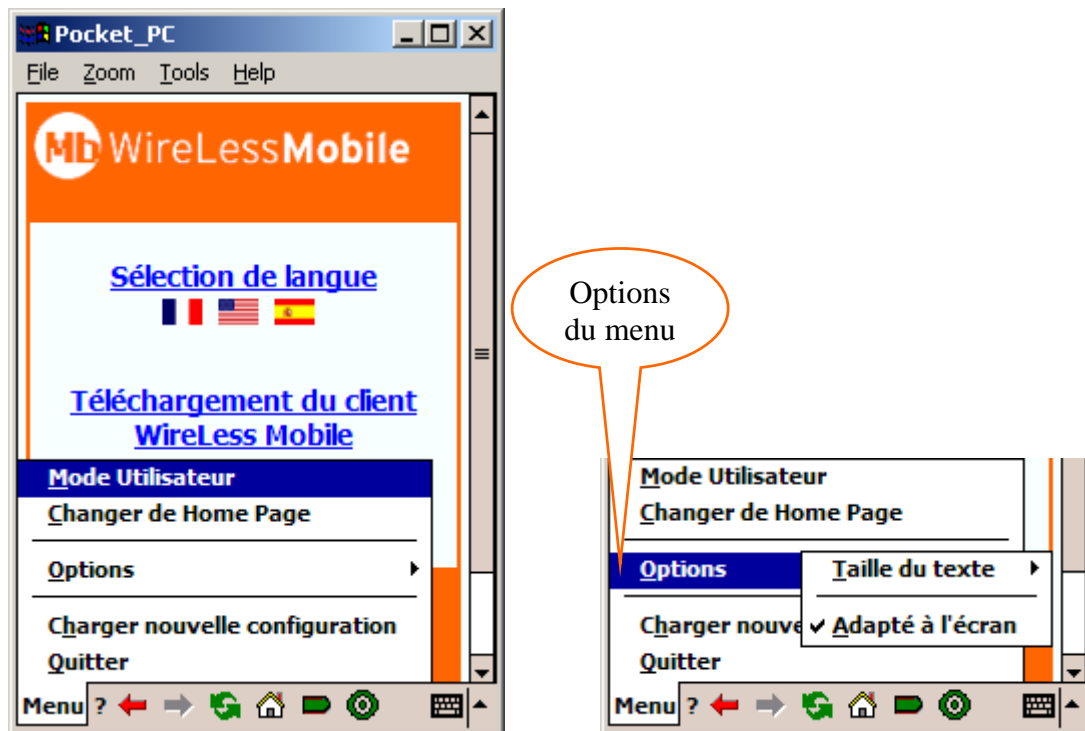 Pocket_PC
File Zoom Tools Help
Mb WireLessMobile
Sélection de langue
Téléchargement du client
WireLess Mobile
Mode Utilisateur
Changer de Home Page
Options
Charger nouvelle configuration
Quitter
Menu ?
Options
du menu
Mode Utilisateur
Changer de Home Page
Options Taille du texte
Charger nouve Adapté à l'écran
Quitter
Menu ?